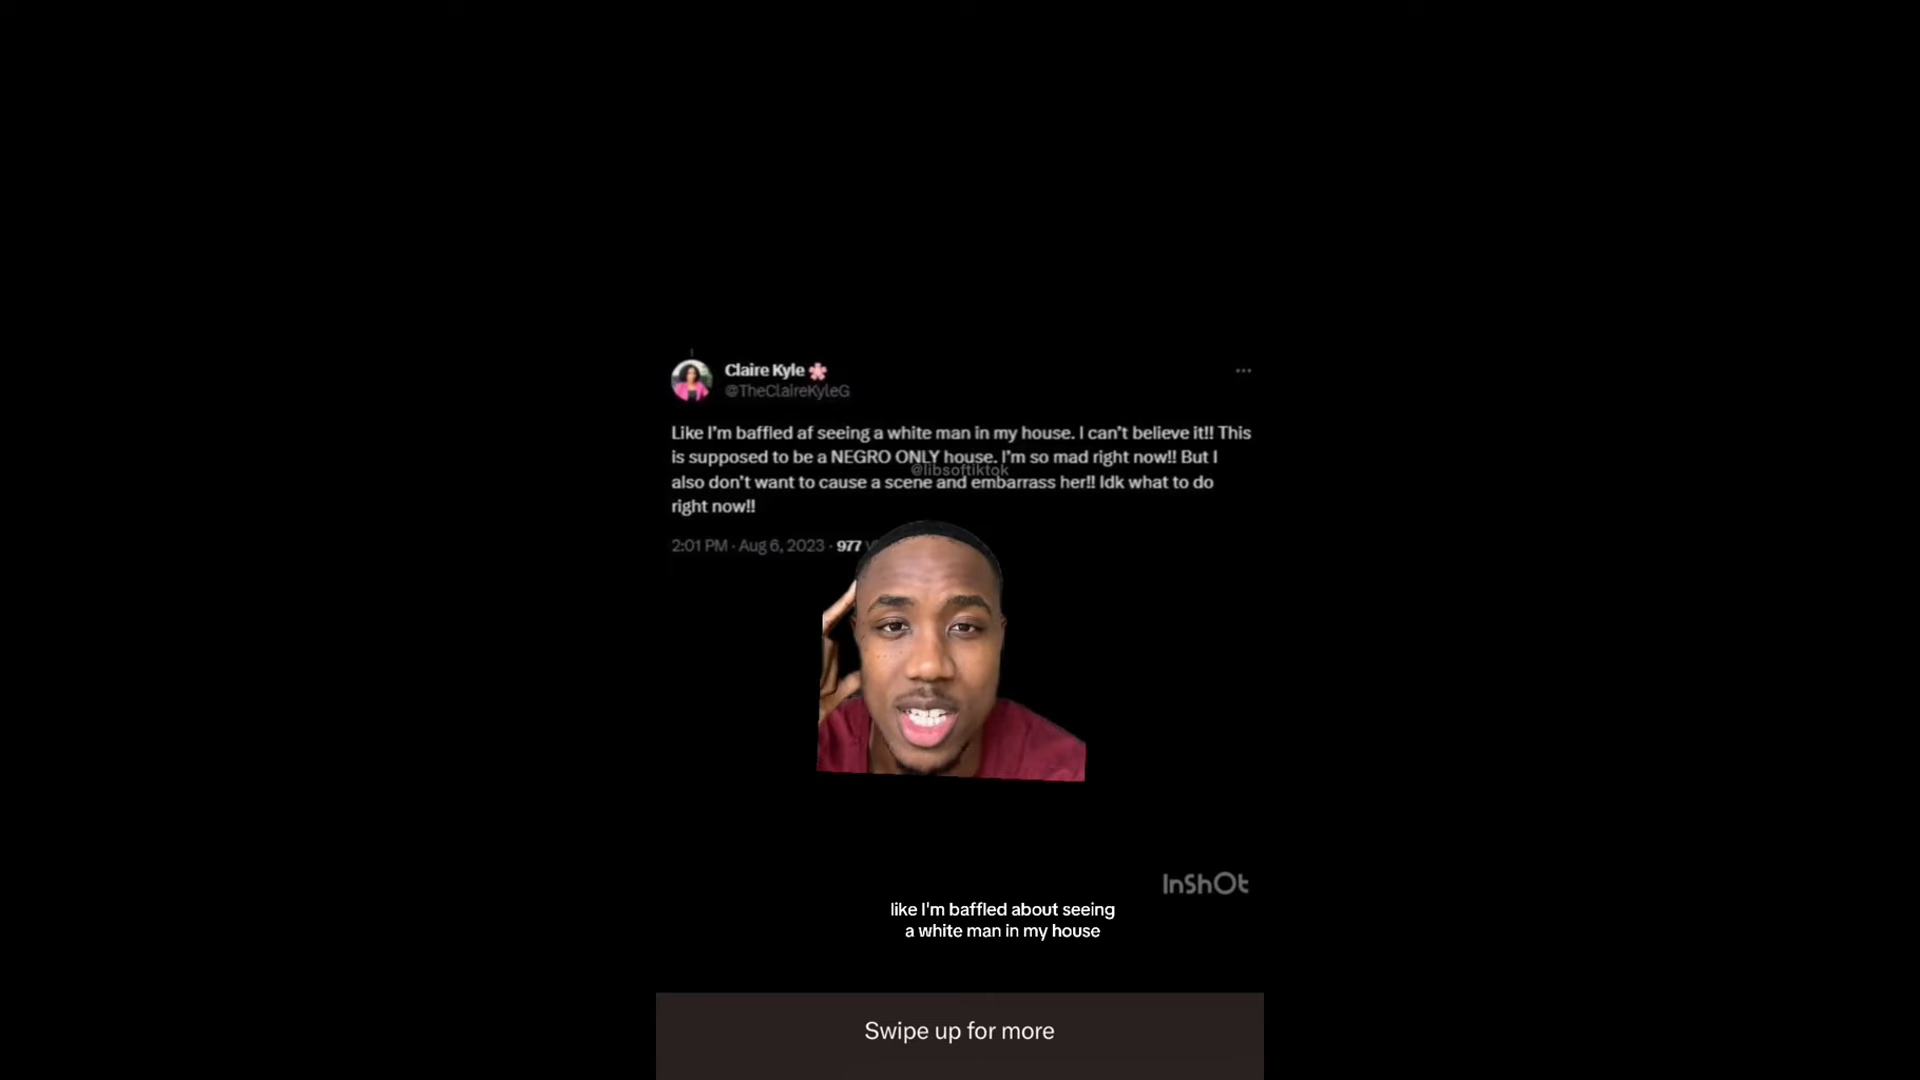 Claire Kyle
@TheClaireKyleG
Like I'm baffled af seeing a white man in my house. I can't believe it!! This
is supposed to be a NEGRO ONLY house. I'm so mad right now!! But I
@libsoftiktok
also don't want to cause a scene and embarrass her!! Idk what to do
right now!!
2:01 PM · Aug 6, 2023 · 977
InShOt
like I'm baffled about seeing
a white man in my house
Swipe up for more